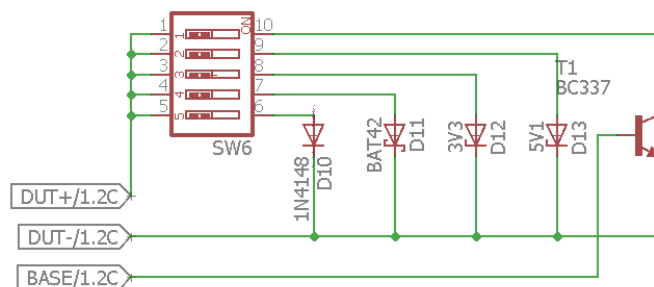 1
2
3
4
5
1
2
3
4
5
ON
10
9
8
7
6
SW6
T1
BC337
1N4148
D10
BAT42
D11
3V3
D12
5V1
D13
DUT+/1.2C
DUT-/1.2C
BASE/1.2C